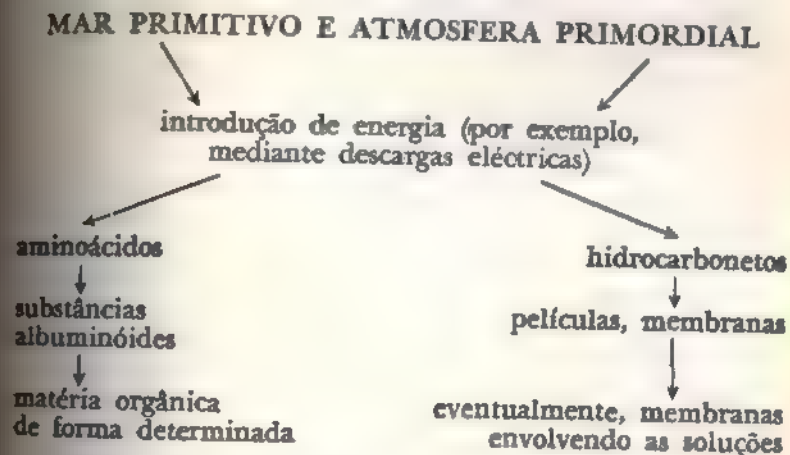 MAR PRIMITIVO E ATMOSFERA PRIMORDIAL
introdução de energia (por exemplo,
mediante descargas eléctricas)
aminoácidos
substâncias
albuminóides
matéria orgânica
de forma determinada
hidrocarbonetos
películas, membranas
eventualmente, membranas
envolvendo as soluções